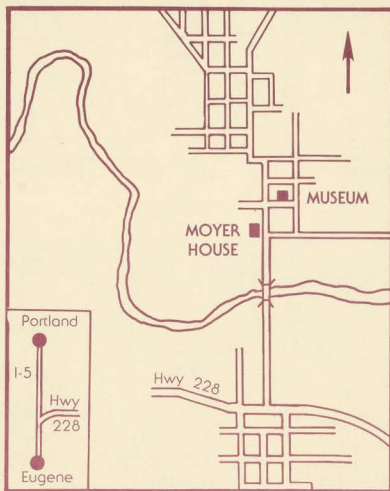 MUSEUM
MOYER
HOUSE
Hwy 228
Portland
I-5
Hwy
228
Eugene